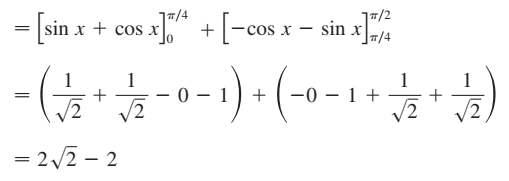 = [sin x + cos x]₀^{π/4} + [−cos x − sin x]_{π/4}^{π/2}
= (1/√2 + 1/√2 − 0 − 1) + (−0 − 1 + 1/√2 + 1/√2)
= 2√2 − 2